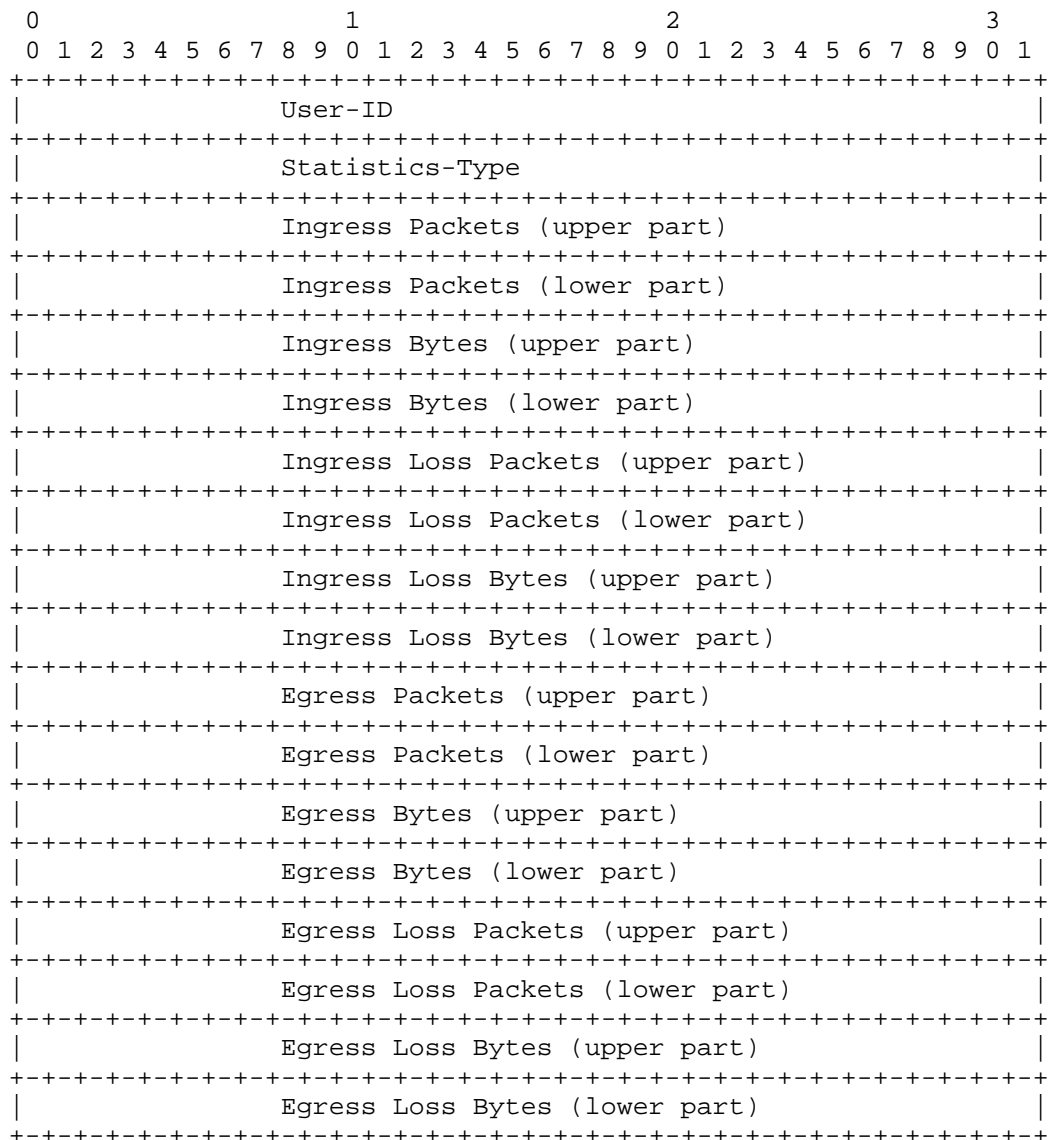 0                   1                   2                   3
 0 1 2 3 4 5 6 7 8 9 0 1 2 3 4 5 6 7 8 9 0 1 2 3 4 5 6 7 8 9 0 1
+-+-+-+-+-+-+-+-+-+-+-+-+-+-+-+-+-+-+-+-+-+-+-+-+-+-+-+-+-+-+-+-+
|                User-ID                                        |
+-+-+-+-+-+-+-+-+-+-+-+-+-+-+-+-+-+-+-+-+-+-+-+-+-+-+-+-+-+-+-+-+
|                Statistics-Type                                |
+-+-+-+-+-+-+-+-+-+-+-+-+-+-+-+-+-+-+-+-+-+-+-+-+-+-+-+-+-+-+-+-+
|                Ingress Packets (upper part)                   |
+-+-+-+-+-+-+-+-+-+-+-+-+-+-+-+-+-+-+-+-+-+-+-+-+-+-+-+-+-+-+-+-+
|                Ingress Packets (lower part)                   |
+-+-+-+-+-+-+-+-+-+-+-+-+-+-+-+-+-+-+-+-+-+-+-+-+-+-+-+-+-+-+-+-+
|                Ingress Bytes (upper part)                     |
+-+-+-+-+-+-+-+-+-+-+-+-+-+-+-+-+-+-+-+-+-+-+-+-+-+-+-+-+-+-+-+-+
|                Ingress Bytes (lower part)                     |
+-+-+-+-+-+-+-+-+-+-+-+-+-+-+-+-+-+-+-+-+-+-+-+-+-+-+-+-+-+-+-+-+
|                Ingress Loss Packets (upper part)              |
+-+-+-+-+-+-+-+-+-+-+-+-+-+-+-+-+-+-+-+-+-+-+-+-+-+-+-+-+-+-+-+-+
|                Ingress Loss Packets (lower part)              |
+-+-+-+-+-+-+-+-+-+-+-+-+-+-+-+-+-+-+-+-+-+-+-+-+-+-+-+-+-+-+-+-+
|                Ingress Loss Bytes (upper part)                |
+-+-+-+-+-+-+-+-+-+-+-+-+-+-+-+-+-+-+-+-+-+-+-+-+-+-+-+-+-+-+-+-+
|                Ingress Loss Bytes (lower part)                |
+-+-+-+-+-+-+-+-+-+-+-+-+-+-+-+-+-+-+-+-+-+-+-+-+-+-+-+-+-+-+-+-+
|                Egress Packets (upper part)                    |
+-+-+-+-+-+-+-+-+-+-+-+-+-+-+-+-+-+-+-+-+-+-+-+-+-+-+-+-+-+-+-+-+
|                Egress Packets (lower part)                    |
+-+-+-+-+-+-+-+-+-+-+-+-+-+-+-+-+-+-+-+-+-+-+-+-+-+-+-+-+-+-+-+-+
|                Egress Bytes (upper part)                      |
+-+-+-+-+-+-+-+-+-+-+-+-+-+-+-+-+-+-+-+-+-+-+-+-+-+-+-+-+-+-+-+-+
|                Egress Bytes (lower part)                      |
+-+-+-+-+-+-+-+-+-+-+-+-+-+-+-+-+-+-+-+-+-+-+-+-+-+-+-+-+-+-+-+-+
|                Egress Loss Packets (upper part)               |
+-+-+-+-+-+-+-+-+-+-+-+-+-+-+-+-+-+-+-+-+-+-+-+-+-+-+-+-+-+-+-+-+
|                Egress Loss Packets (lower part)               |
+-+-+-+-+-+-+-+-+-+-+-+-+-+-+-+-+-+-+-+-+-+-+-+-+-+-+-+-+-+-+-+-+
|                Egress Loss Bytes (upper part)                 |
+-+-+-+-+-+-+-+-+-+-+-+-+-+-+-+-+-+-+-+-+-+-+-+-+-+-+-+-+-+-+-+-+
|                Egress Loss Bytes (lower part)                 |
+-+-+-+-+-+-+-+-+-+-+-+-+-+-+-+-+-+-+-+-+-+-+-+-+-+-+-+-+-+-+-+-+